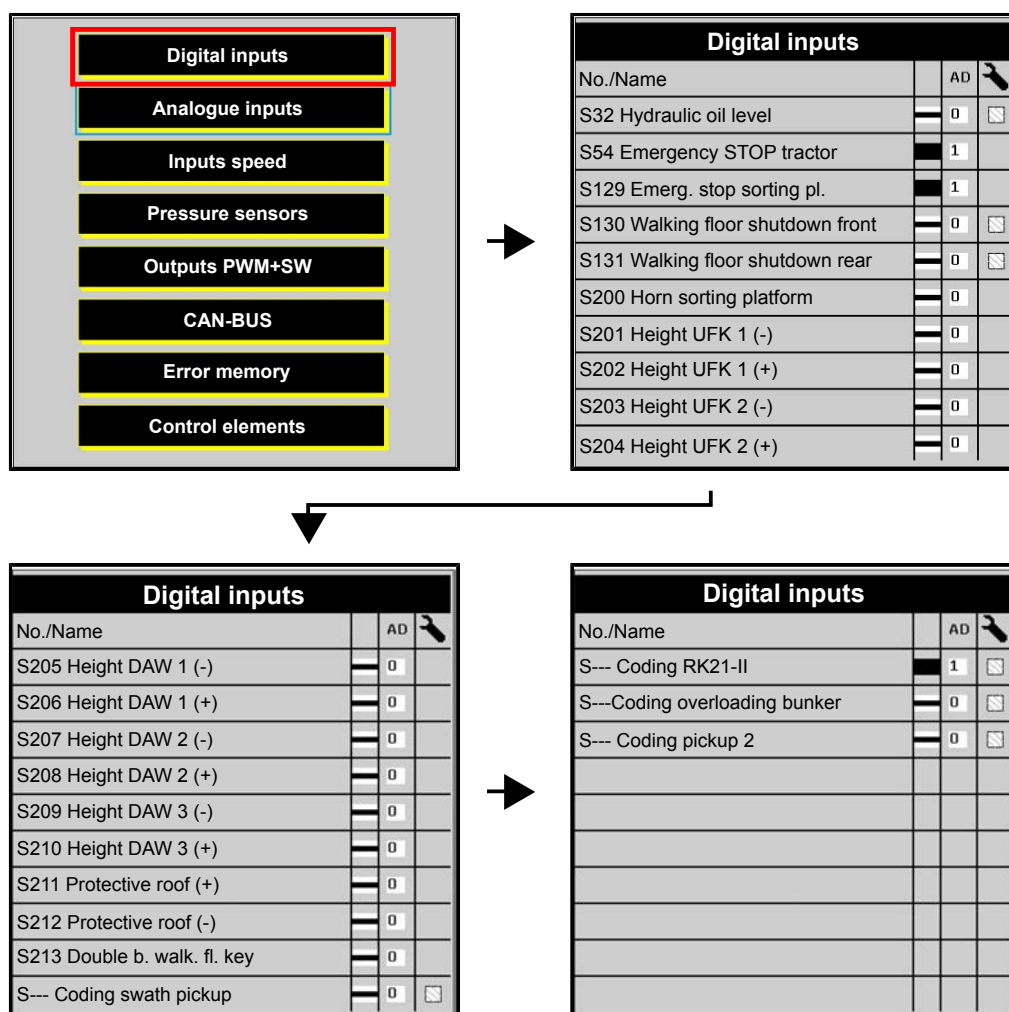 Digital inputs
Analogue inputs
Inputs speed
Pressure sensors
Outputs PWM+SW
CAN-BUS
Error memory
Control elements
Digital inputs
No./Name AD
S32 Hydraulic oil level 0
S54 Emergency STOP tractor 1
S129 Emerg. stop sorting pl. 1
S130 Walking floor shutdown front 0
S131 Walking floor shutdown rear 0
S200 Horn sorting platform 0
S201 Height UFK 1 (-) 0
S202 Height UFK 1 (+) 0
S203 Height UFK 2 (-) 0
S204 Height UFK 2 (+) 0
Digital inputs
No./Name AD
S205 Height DAW 1 (-) 0
S206 Height DAW 1 (+) 0
S207 Height DAW 2 (-) 0
S208 Height DAW 2 (+) 0
S209 Height DAW 3 (-) 0
S210 Height DAW 3 (+) 0
S211 Protective roof (+) 0
S212 Protective roof (-) 0
S213 Double b. walk. fl. key 0
S--- Coding swath pickup 0
Digital inputs
No./Name AD
S--- Coding RK21-II 1
S---Coding overloading bunker 0
S--- Coding pickup 2 0